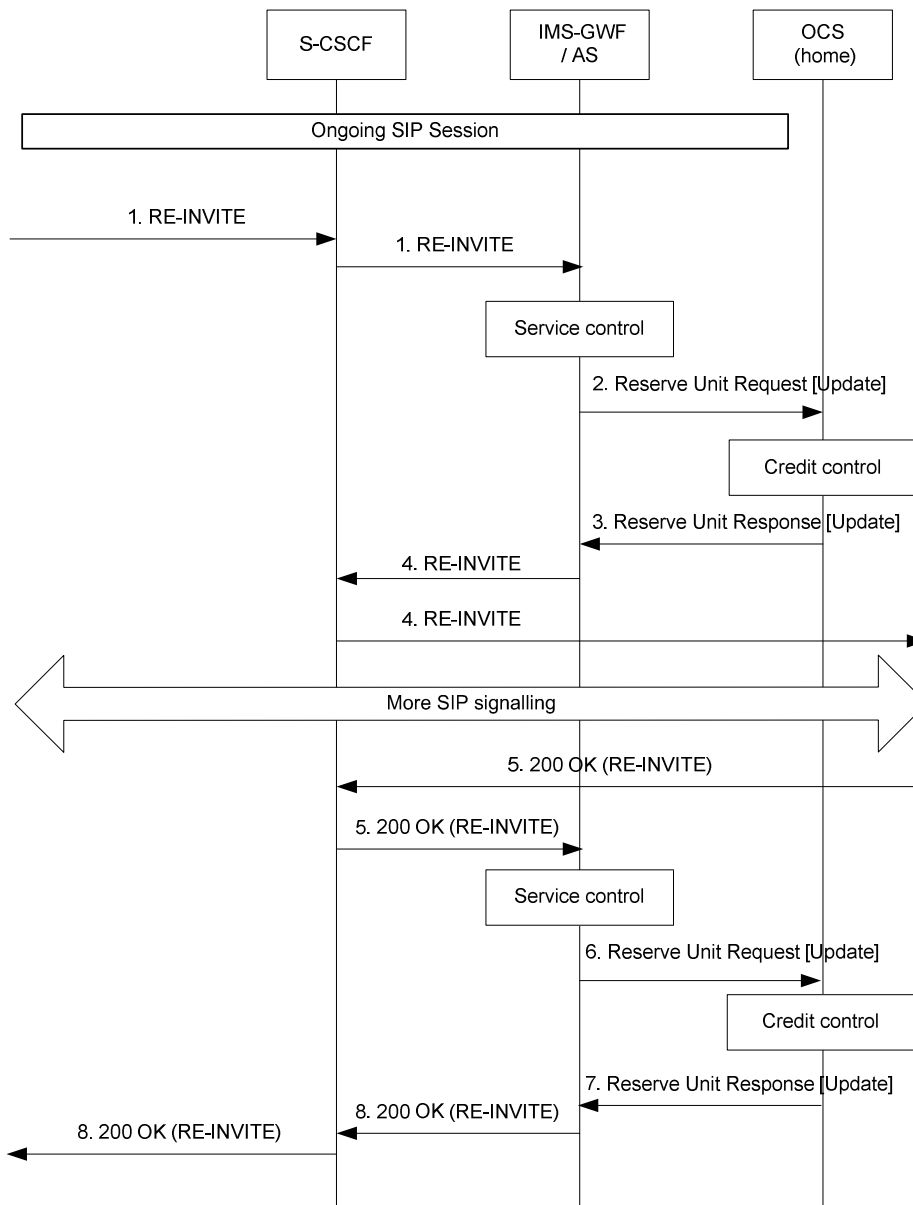 S-CSCF
IMS-GWF
/ AS
OCS
(home)
Ongoing SIP Session
1. RE-INVITE
1. RE-INVITE
Service control
2. Reserve Unit Request [Update]
Credit control
3. Reserve Unit Response [Update]
4. RE-INVITE
4. RE-INVITE
More SIP signalling
5. 200 OK (RE-INVITE)
5. 200 OK (RE-INVITE)
Service control
6. Reserve Unit Request [Update]
Credit control
7. Reserve Unit Response [Update]
8. 200 OK (RE-INVITE)
8. 200 OK (RE-INVITE)